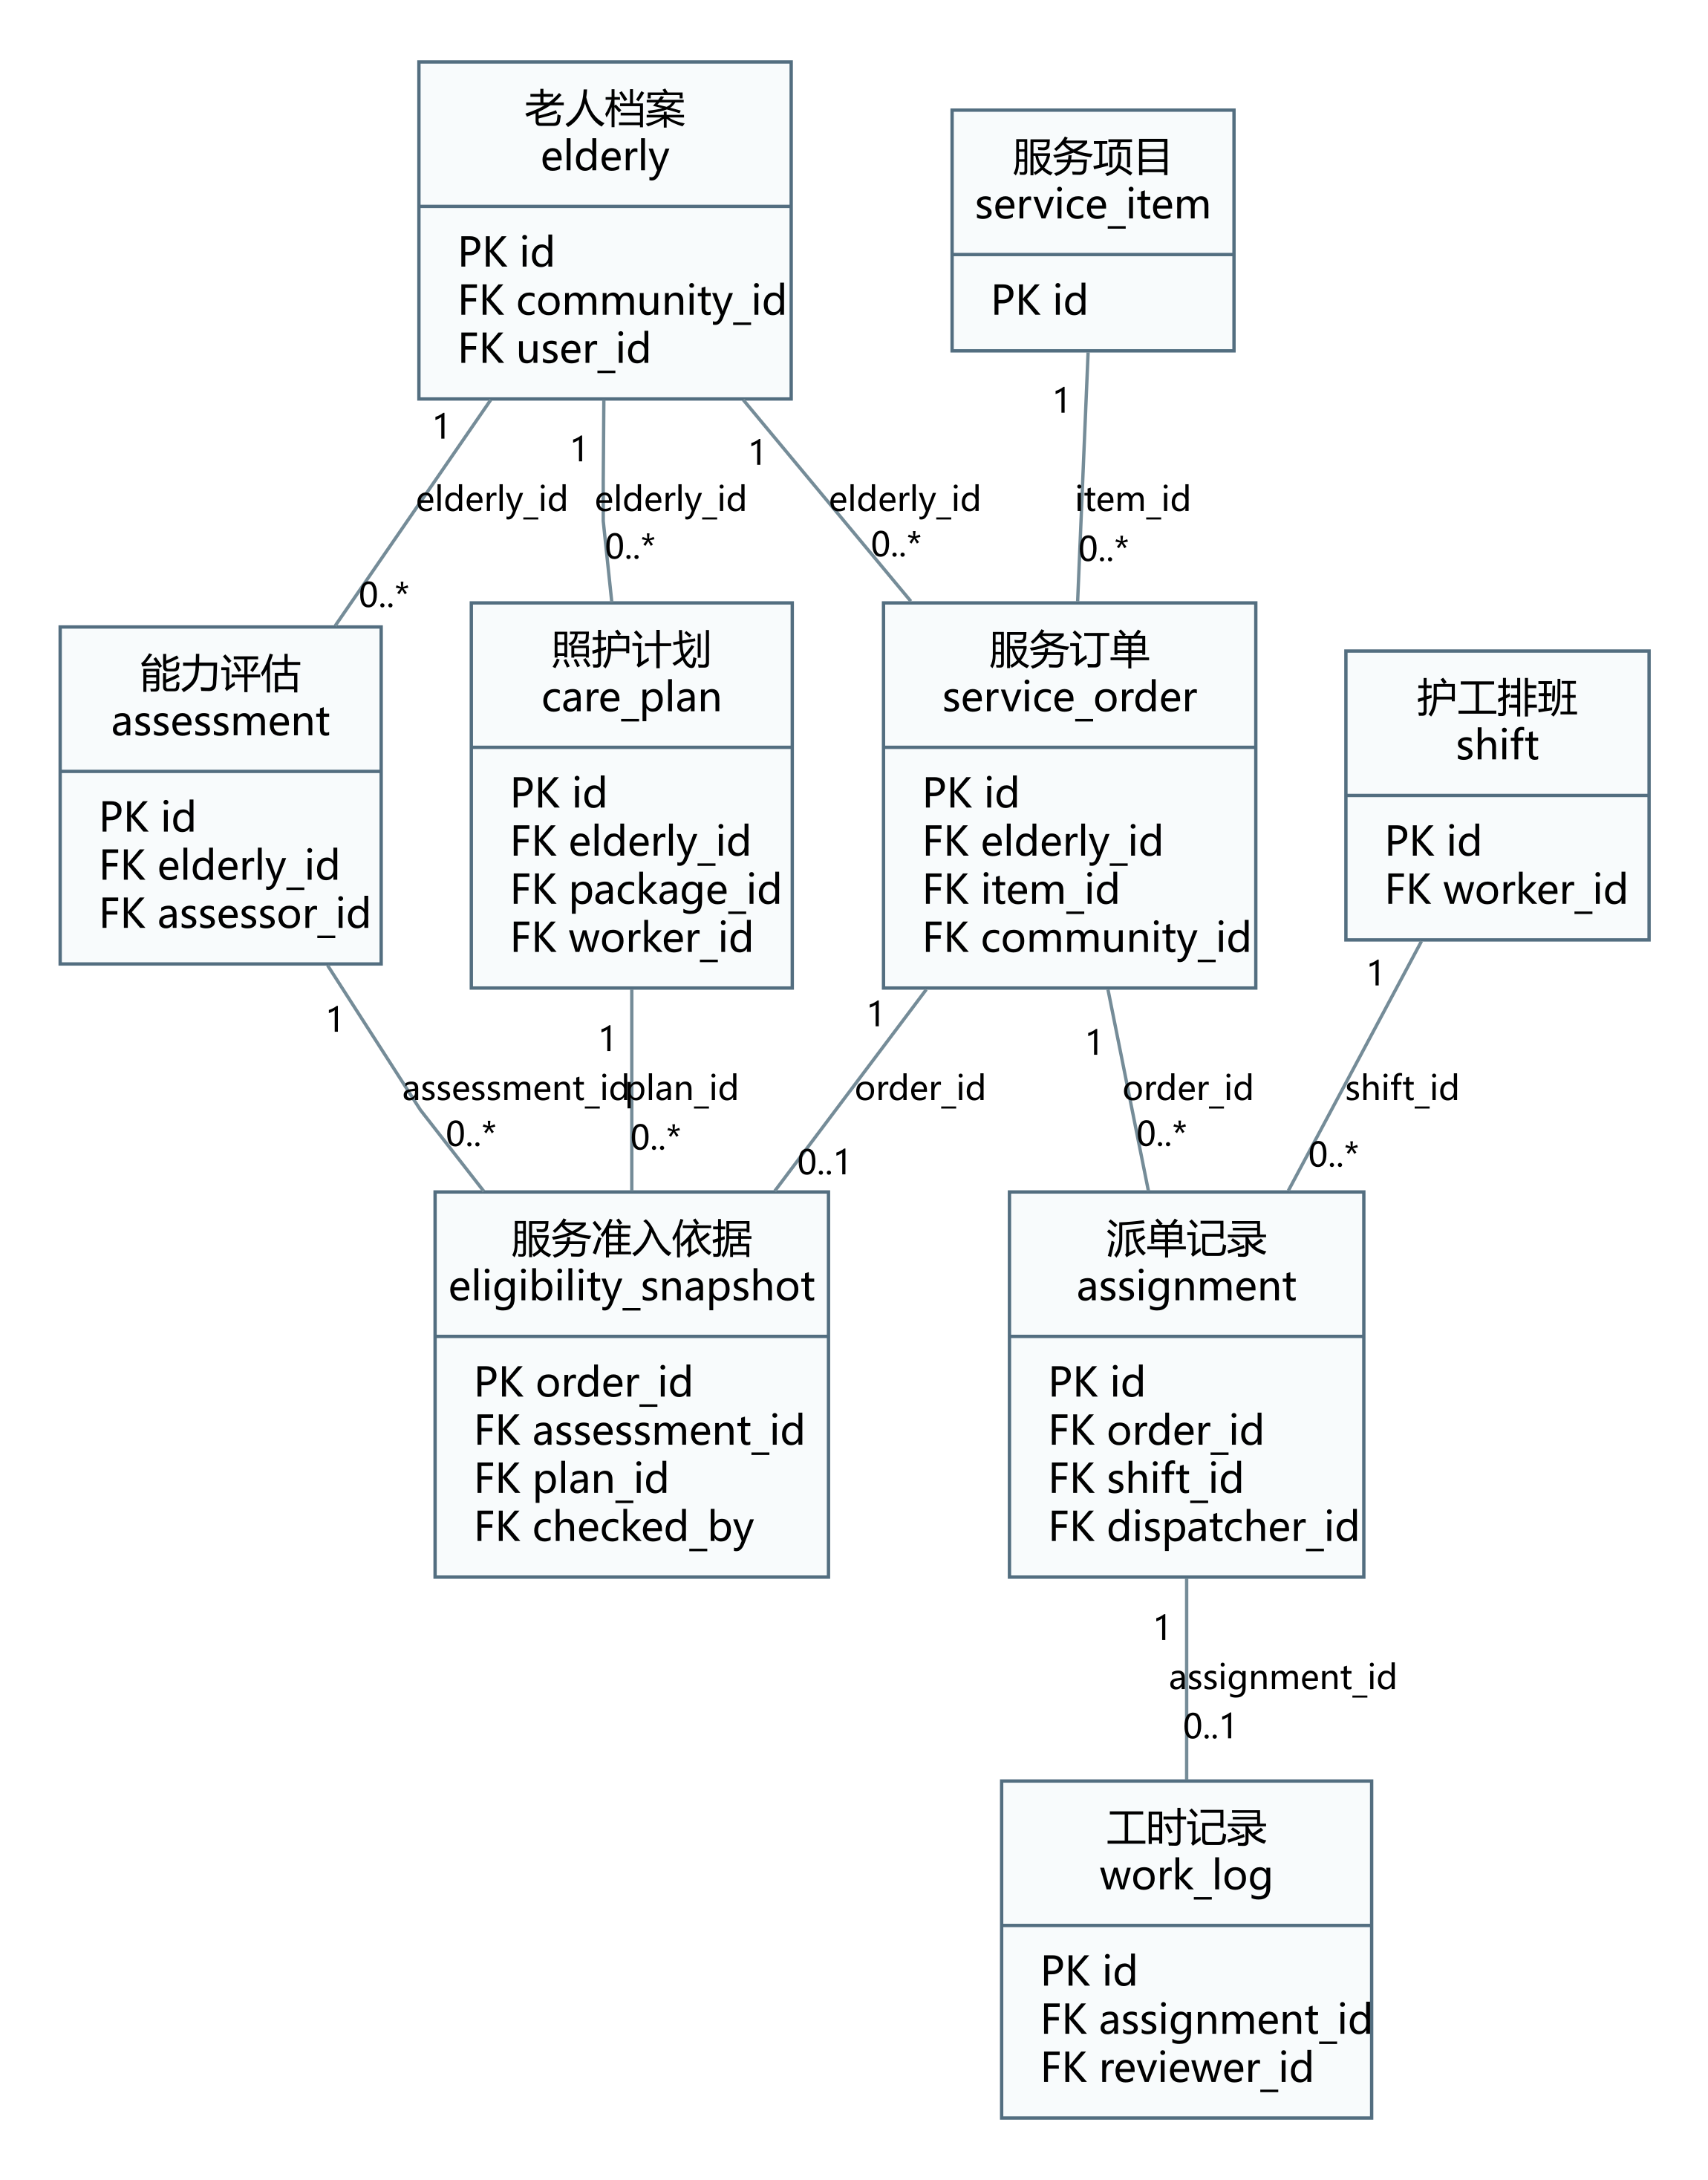 老人档案
elderly
PK id
FK community_id
FK user_id
服务项目
service_item
PK id
1
elderly_id
0..*
1
elderly_id
0..*
1
elderly_id
0..*
1
item_id
0..*
能力评估
assessment
PK id
FK elderly_id
FK assessor_id
照护计划
care_plan
PK id
FK elderly_id
FK package_id
FK worker_id
服务订单
service_order
PK id
FK elderly_id
FK item_id
FK community_id
护工排班
shift
PK id
FK worker_id
1
assessment_id
0..*
1
plan_id
0..*
1
order_id
0..1
1
order_id
0..*
1
shift_id
0..*
服务准入依据
eligibility_snapshot
PK order_id
FK assessment_id
FK plan_id
FK checked_by
派单记录
assignment
PK id
FK order_id
FK shift_id
FK dispatcher_id
1
assignment_id
0..1
工时记录
work_log
PK id
FK assignment_id
FK reviewer_id